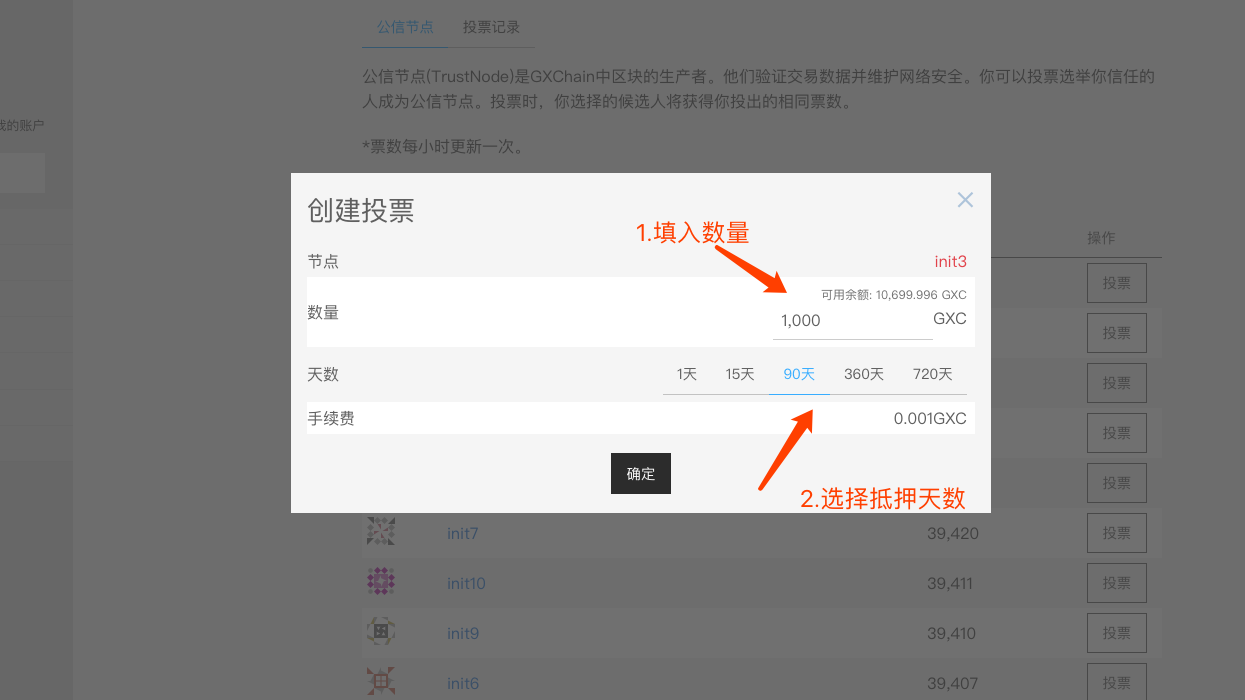 公信节点 投票记录
公信节点(TrustNode)是GXChain中区块的生产者。他们验证交易数据并维护网络安全。你可以投票选举你信任的
人成为公信节点。投票时，你选择的候选人将获得你投出的相同票数。
我的账户
*票数每小时更新一次。
创建投票
1.填入数量
操作
节点 init3
投票
可用余额: 10,699.996 GXC
数量 1,000 GXC
投票
天数 1天 15天 90天 360天 720天
投票
手续费 0.001GXC
投票
确定
投票
2.选择抵押天数
init7 39,420 投票
init10 39,411 投票
init9 39,410 投票
init6 39,407 投票